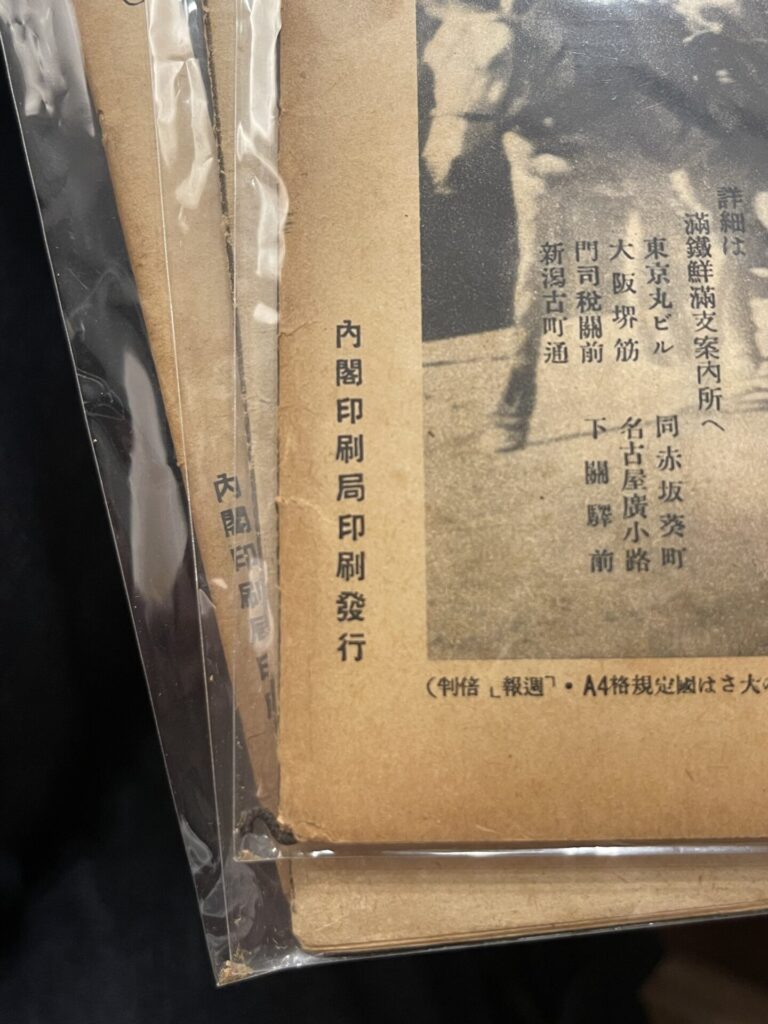 詳細は
滿鐵鮮滿支案內所へ
東京丸ビル 同赤坂葵町
大阪堺筋 名古屋廣小路
門司稅關前 下關驛前
新潟古町通
大さは國定規格A4・「週報」倍判)
內閣印刷局印刷發行
內閣印刷局印